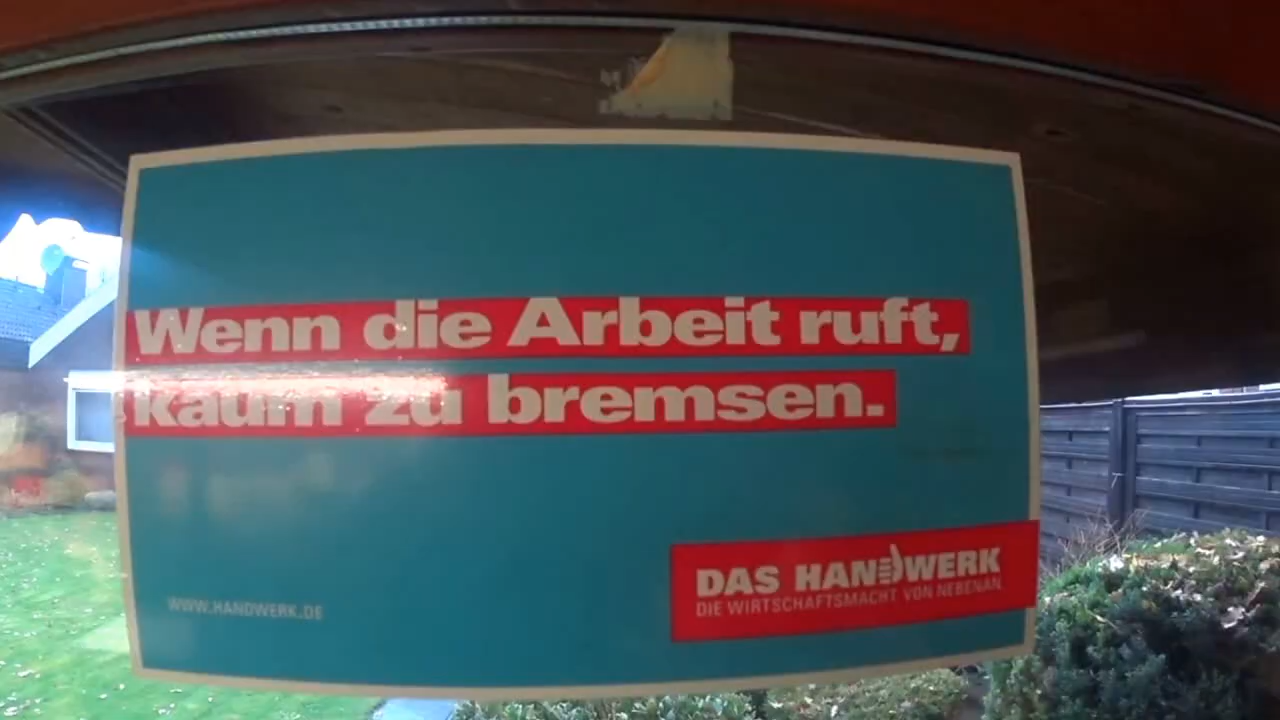 Wenn die Arbeit ruft,
kaum zu bremsen.
DAS HANDWERK
DIE WIRTSCHAFTSMACHT VON NEBENAN.
WWW.HANDWERK.DE